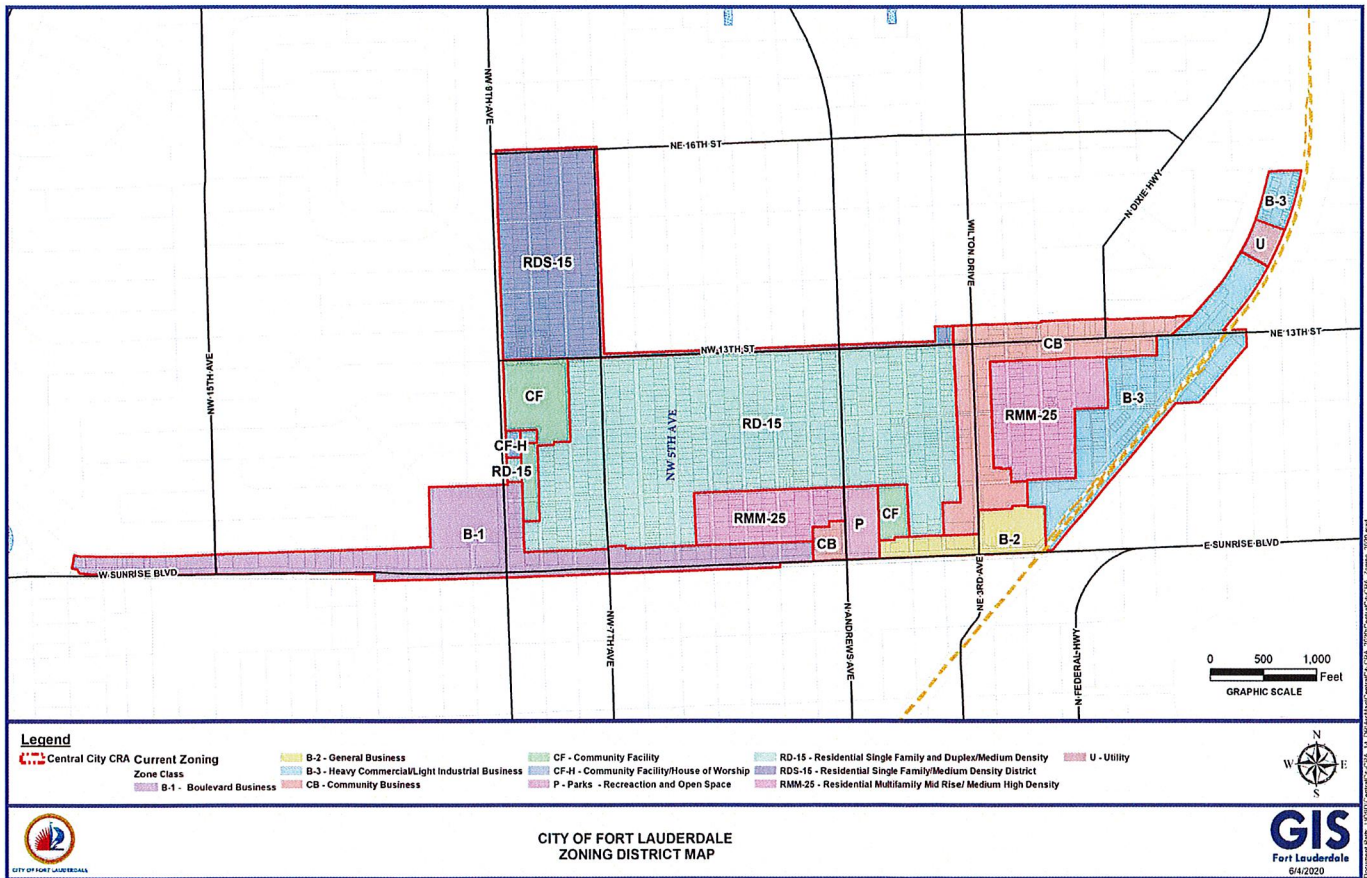 NW 9TH AVE
NE 16TH ST
N DIXIE HWY
B-3
U
WILTON DRIVE
RDS-15
NW 15TH AVE
NW 13TH ST
CB
NE 13TH ST
CF
RMM-25
B-3
NW 5TH AVE
RD-15
CF-H
RD-15
B-1
RMM-25
CB
P
CF
B-2
W SUNRISE BLVD
E SUNRISE BLVD
NW 7TH AVE
N ANDREWS AVE
NE 3RD AVE
N FEDERAL HWY
0 500 1,000
Feet
GRAPHIC SCALE
Legend
Central City CRA
Current Zoning
Zone Class
B-1 - Boulevard Business
B-2 - General Business
B-3 - Heavy Commercial/Light Industrial Business
CB - Community Business
CF - Community Facility
CF-H - Community Facility/House of Worship
P - Parks - Recreation and Open Space
RD-15 - Residential Single Family and Duplex/Medium Density
RDS-15 - Residential Single Family/Medium Density District
RMM-25 - Residential Multifamily Mid Rise/ Medium High Density
U - Utility
N
W E
S
CITY OF FORT LAUDERDALE
CITY OF FORT LAUDERDALE
ZONING DISTRICT MAP
GIS
Fort Lauderdale
6/4/2020